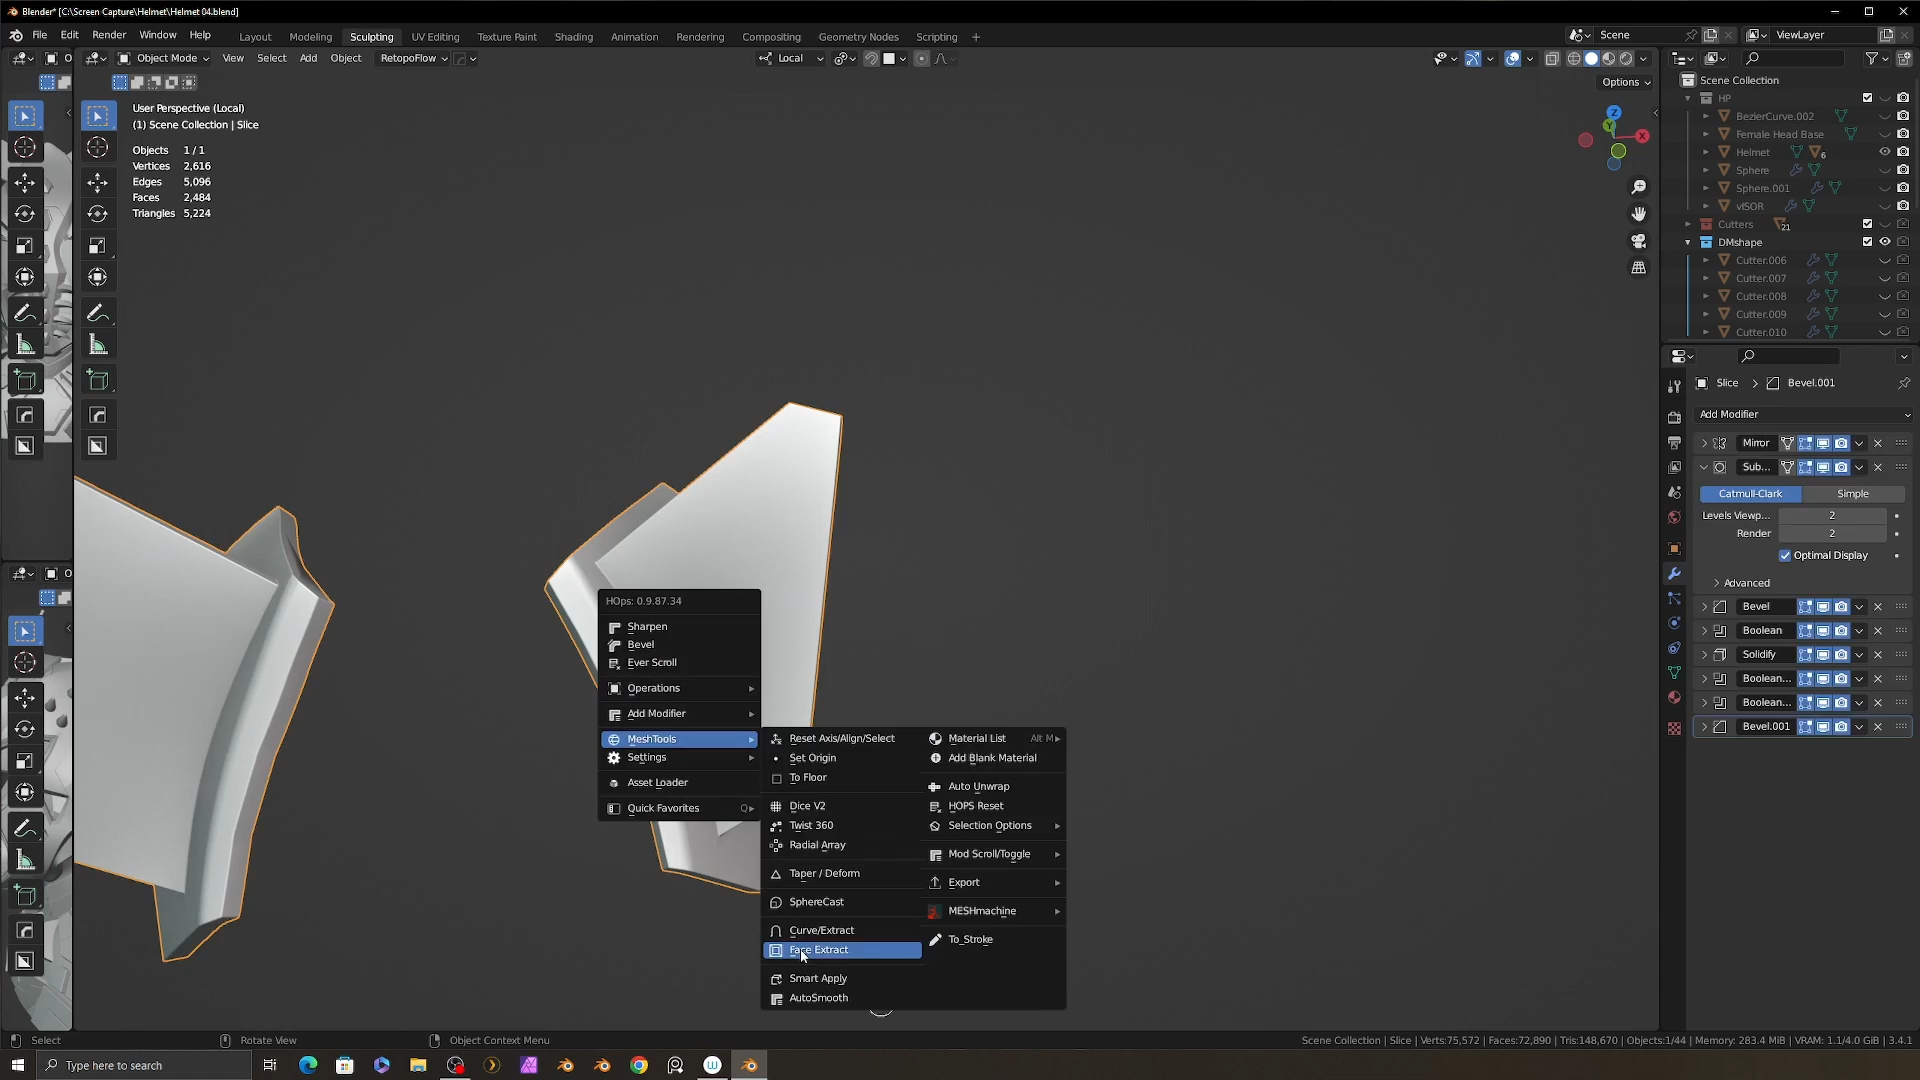 Blender* [C:\Screen Capture\Helmet\Helmet 04.blend]
File Edit Render Window Help
Layout Modeling Sculpting UV Editing Texture Paint Shading Animation Rendering Compositing Geometry Nodes Scripting +
Scene ViewLayer
Object Mode View Select Add Object RetopoFlow Local
Options
User Perspective (Local)
(1) Scene Collection | Slice
Objects 1 / 1
Vertices 2,616
Edges 5,096
Faces 2,484
Triangles 5,224
Z
Y
X
Scene Collection
HP
BezierCurve.002
Female Head Base
Helmet 6
Sphere
Sphere.001
vISOR
Cutters 21
DMshape
Cutter.006
Cutter.007
Cutter.008
Cutter.009
Cutter.010
Slice > Bevel.001
Add Modifier
Mirror
Sub...
Catmull-Clark Simple
Levels Viewp... 2
Render 2
Optimal Display
Advanced
Bevel
Boolean
Solidify
Boolean...
Boolean...
Bevel.001
HOps: 0.9.87.34
Sharpen
Bevel
Ever Scroll
Operations
Add Modifier
MeshTools
Settings
Asset Loader
Quick Favorites Q
Reset Axis/Align/Select
Set Origin
To Floor
Dice V2
Twist 360
Radial Array
Taper / Deform
SphereCast
Curve/Extract
Face Extract
Smart Apply
AutoSmooth
Material List Alt M
Add Blank Material
Auto Unwrap
HOPS Reset
Selection Options
Mod Scroll/Toggle
Export
MESHmachine
To_Stroke
Select Rotate View Object Context Menu
Scene Collection | Slice | Verts:75,572 | Faces:72,890 | Tris:148,670 | Objects:1/44 | Memory: 283.4 MiB | VRAM: 1.1/4.0 GiB | 3.4.1
Type here to search